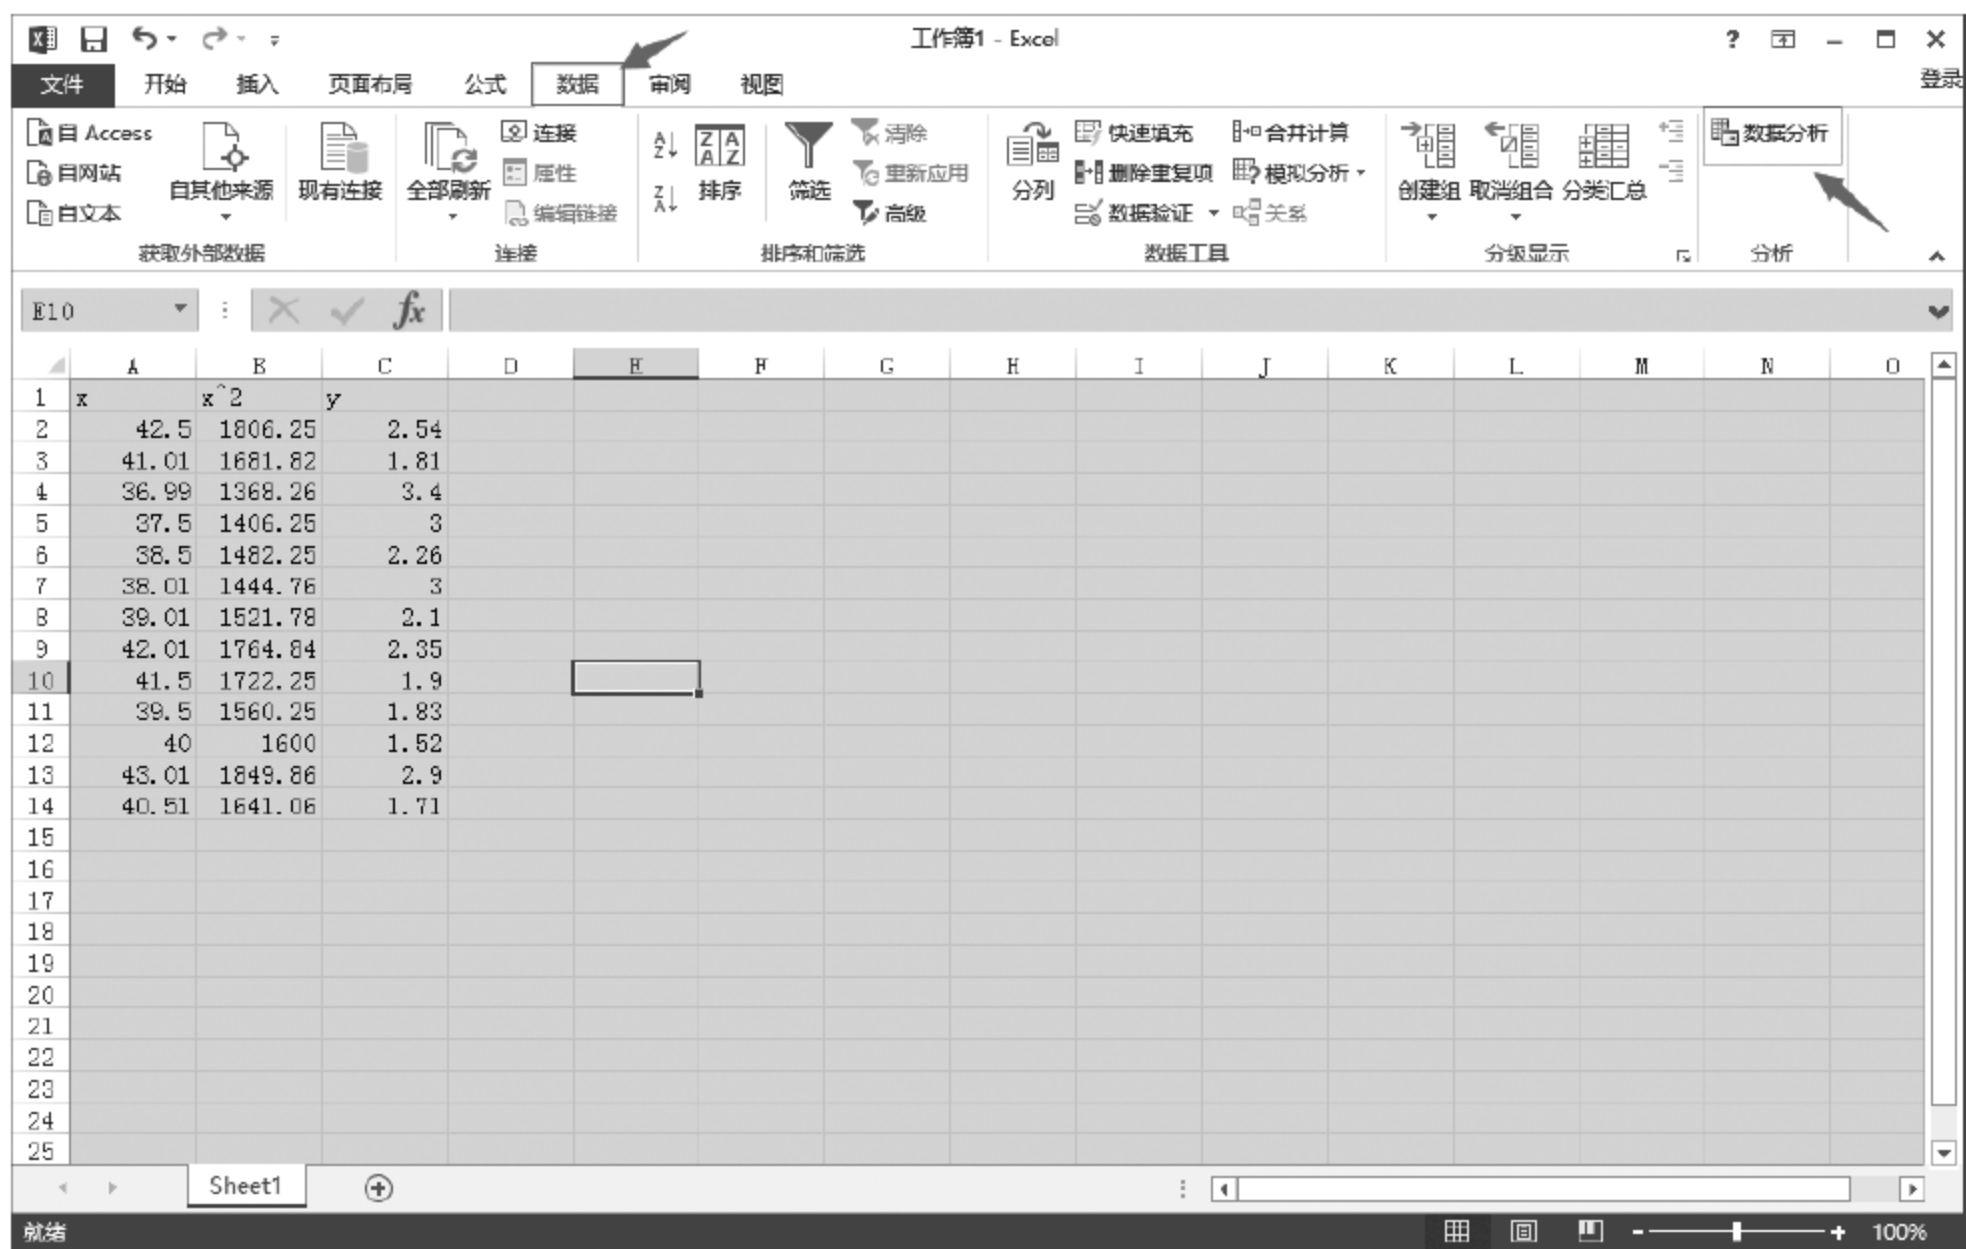 工作簿1 - Excel
?
登录
文件 开始 插入 页面布局 公式 数据 审阅 视图
自 Access
自网站
自文本
自其他来源
现有连接
获取外部数据
全部刷新
连接
属性
编辑链接
连接
排序
筛选
清除
重新应用
高级
排序和筛选
分列
快速填充
删除重复项
数据验证
合并计算
模拟分析
关系
数据工具
创建组
取消组合
分类汇总
分级显示
数据分析
分析
E10
fx
A B C D E F G H I J K L M N O
1 x x^2 y
2 42.5 1806.25 2.54
3 41.01 1681.82 1.81
4 36.99 1368.26 3.4
5 37.5 1406.25 3
6 38.5 1482.25 2.26
7 38.01 1444.76 3
8 39.01 1521.78 2.1
9 42.01 1764.84 2.35
10 41.5 1722.25 1.9
11 39.5 1560.25 1.83
12 40 1600 1.52
13 43.01 1849.86 2.9
14 40.51 1641.06 1.71
15
16
17
18
19
20
21
22
23
24
25
Sheet1
就绪
100%